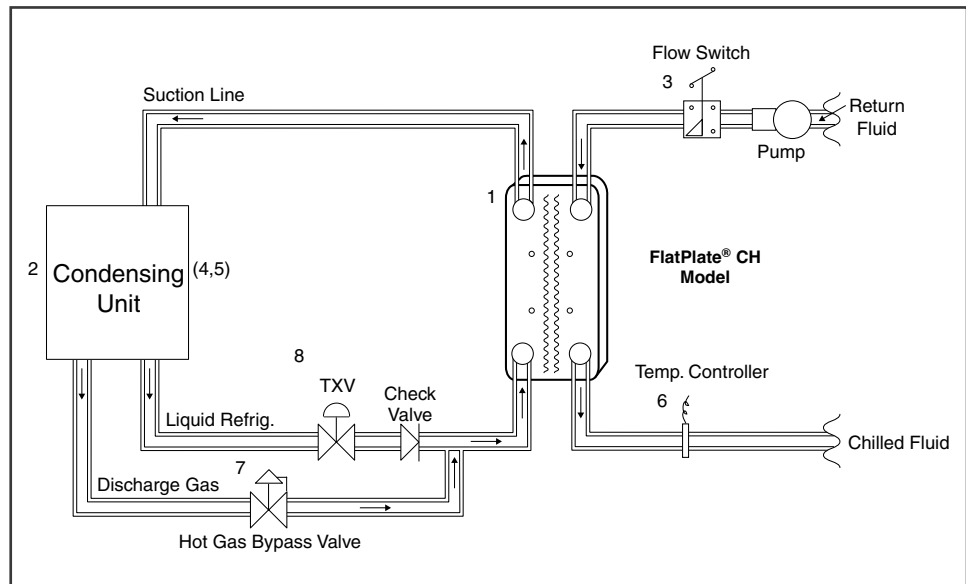 Flow Switch
3
Suction Line
Return
Fluid
Pump
1
FlatPlate® CH
Model
2
Condensing
Unit
(4,5)
8
TXV
Check
Valve
Temp. Controller
6
Liquid Refrig.
Chilled Fluid
7
Discharge Gas
Hot Gas Bypass Valve